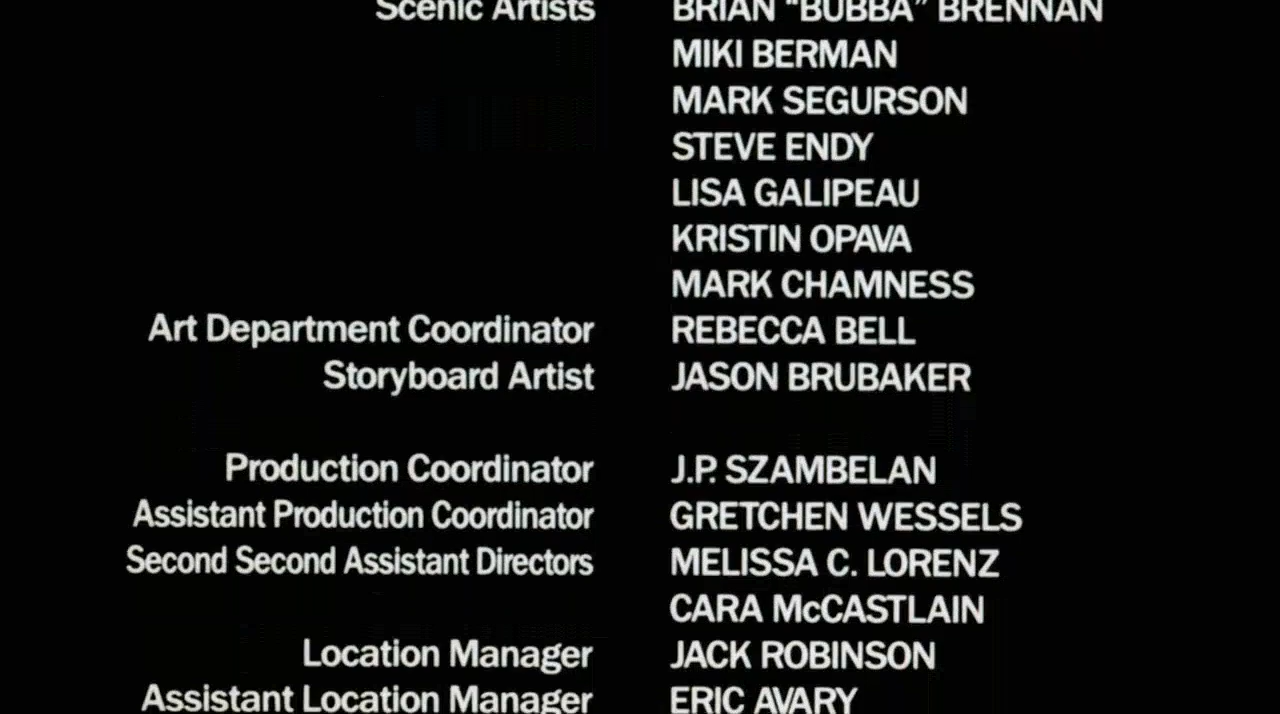 Scenic Artists BRIAN “BUBBA” BRENNAN
MIKI BERMAN
MARK SEGURSON
STEVE ENDY
LISA GALIPEAU
KRISTIN OPAVA
MARK CHAMNESS
Art Department Coordinator REBECCA BELL
Storyboard Artist JASON BRUBAKER
Production Coordinator J.P. SZAMBELAN
Assistant Production Coordinator GRETCHEN WESSELS
Second Second Assistant Directors MELISSA C. LORENZ
CARA McCASTLAIN
Location Manager JACK ROBINSON
Assistant Location Manager ERIC AVARY